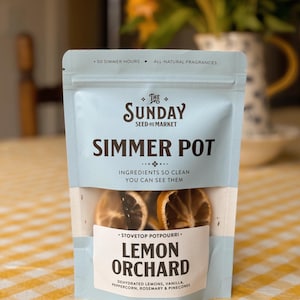 +50 SIMMER HOURS • ALL-NATURAL FRAGRANCES
THE
SUNDAY
SEED MARKET
SIMMER POT
INGREDIENTS SO CLEAN
YOU CAN SEE THEM
• STOVETOP POTPOURRI •
LEMON
ORCHARD
DEHYDRATED LEMONS, VANILLA,
PEPPERCORN, ROSEMARY & PINECONES